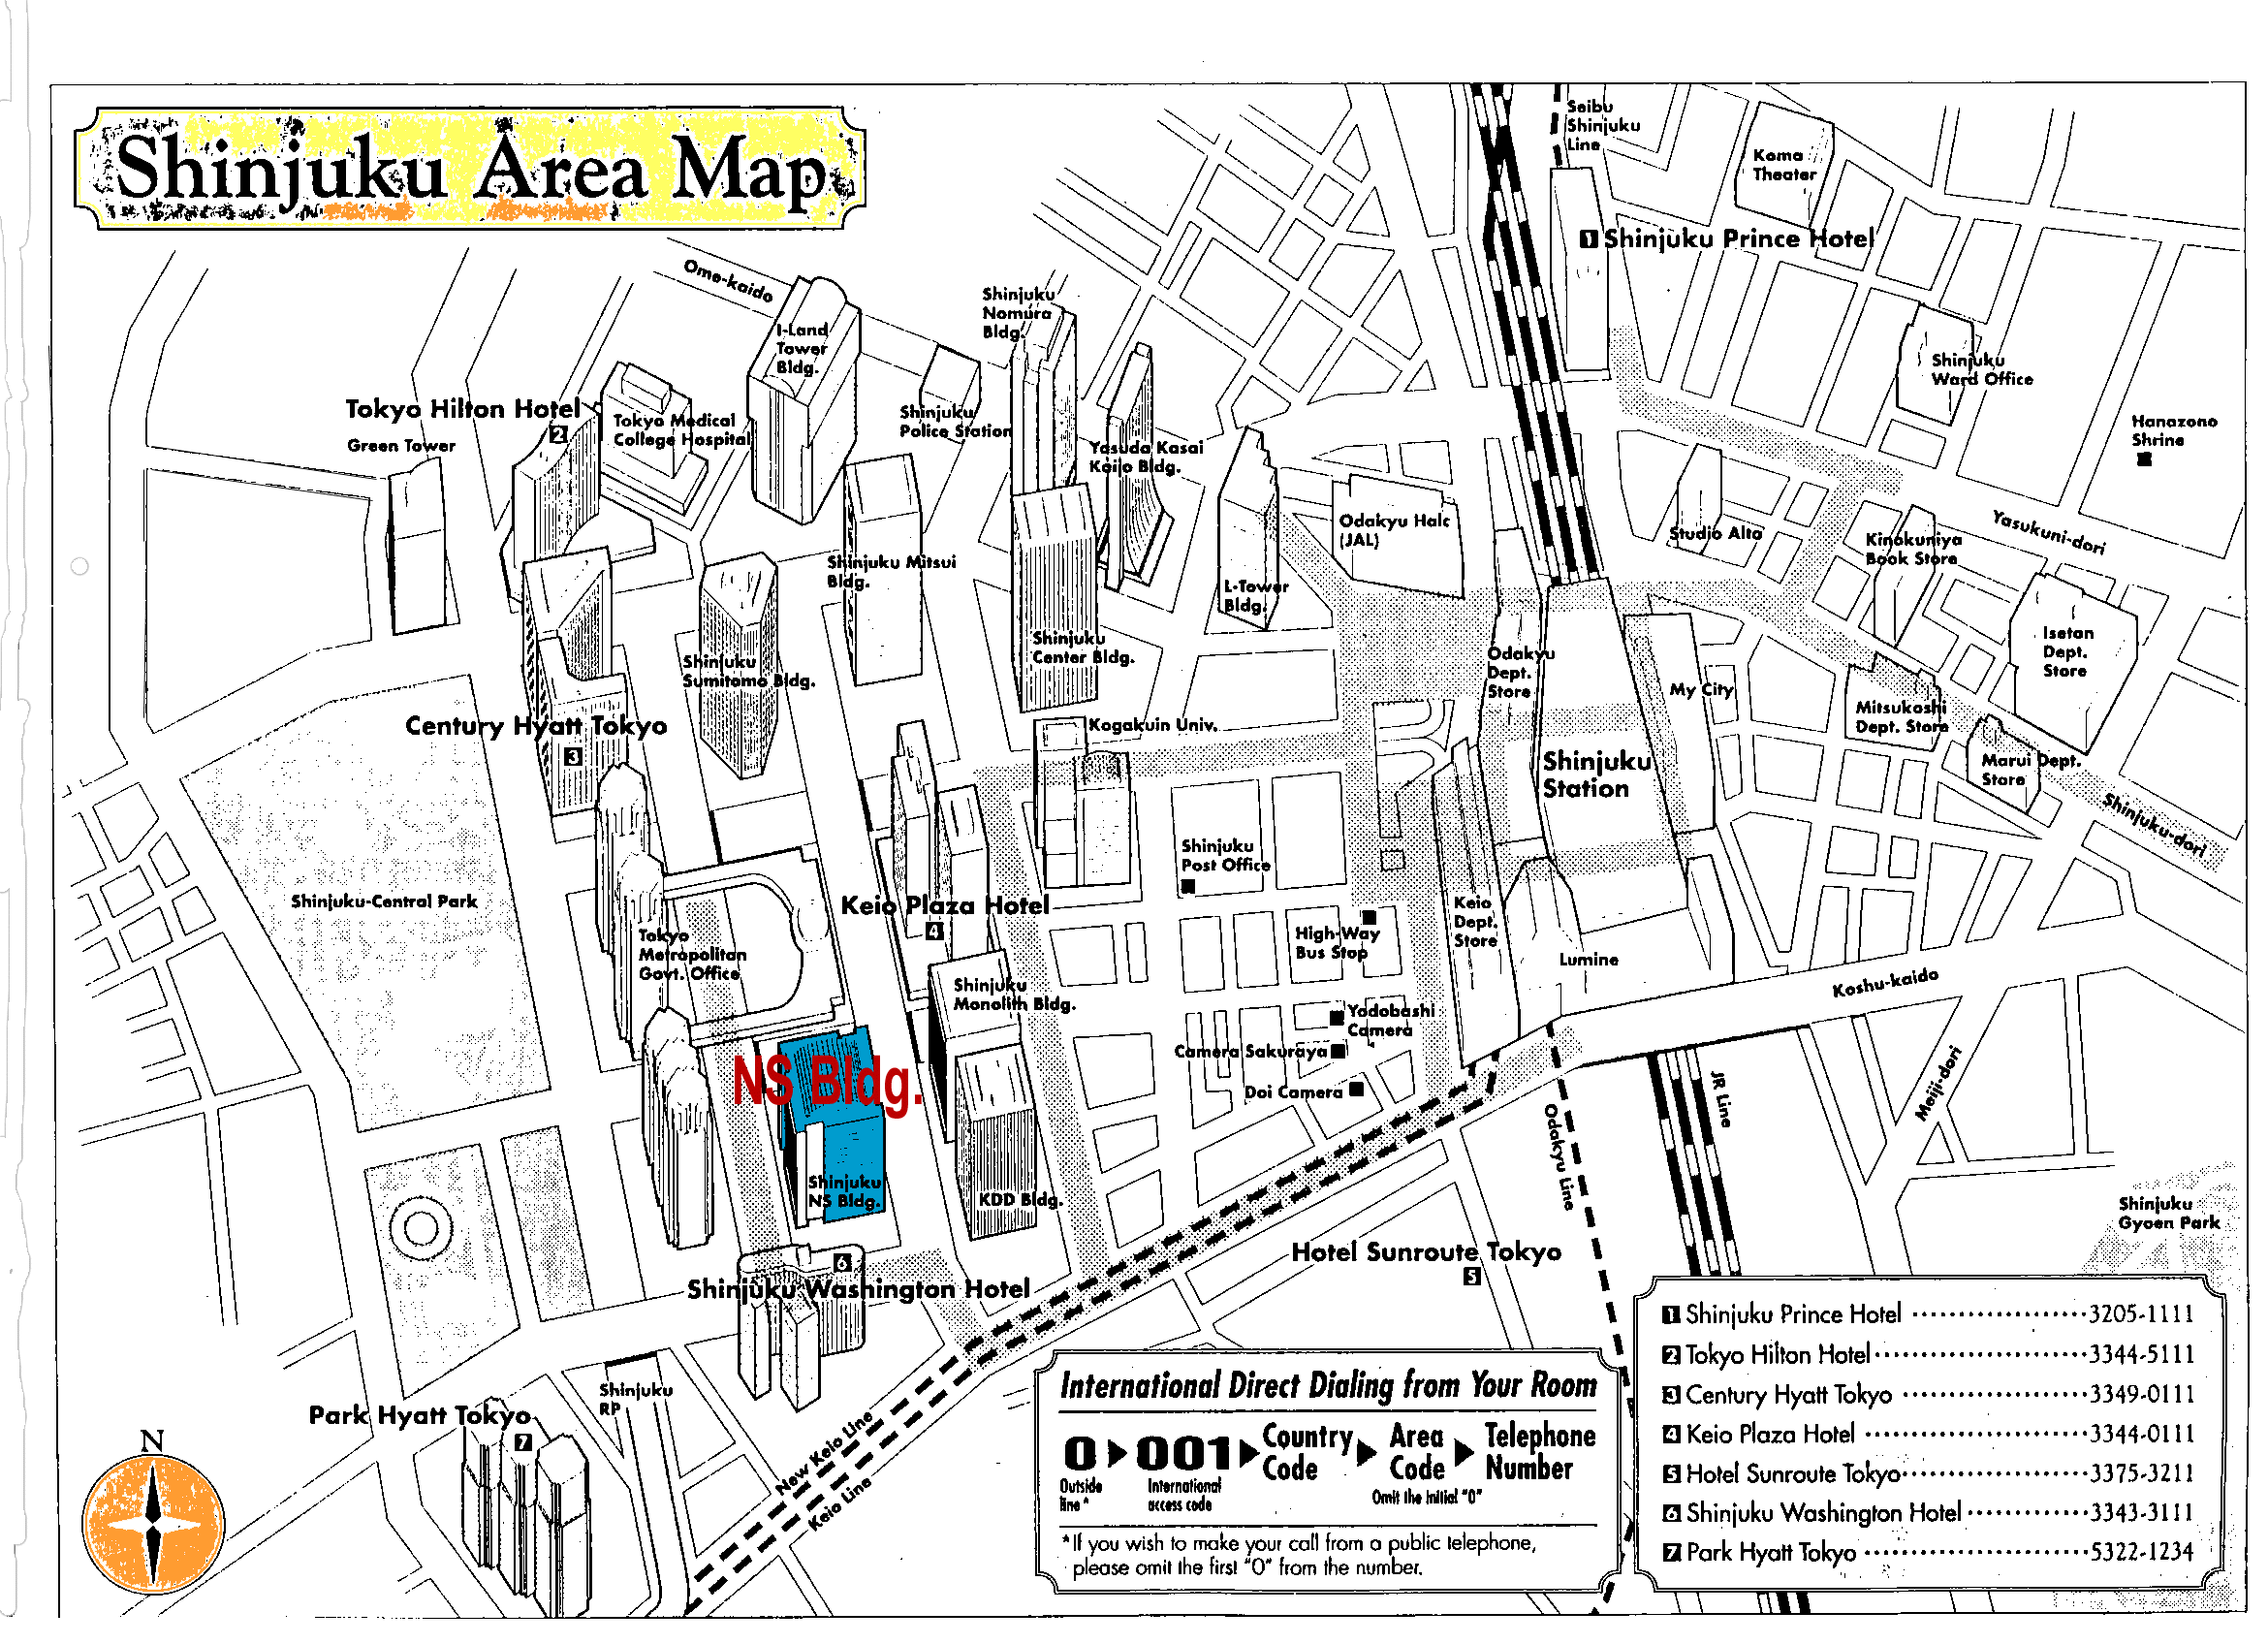 Shinjuku Area Map
Seibu
Shinjuku
Line
Koma
Theater
1 Shinjuku Prince Hotel
Ome-kaido
I-Land
Tower
Bldg.
Shinjuku
Nomura
Bldg.
Shinjuku
Ward Office
Tokyo Hilton Hotel
2
Green Tower
Tokyo Medical
College Hospital
Shinjuku
Police Station
Yasuda Kasai
Kaijo Bldg.
Hanazono
Shrine
Odakyu Halc
(JAL)
Studio Alta
Kinokuniya
Book Store
Yasukuni-dori
Shinjuku Mitsui
Bldg.
L-Tower
Bldg.
Shinjuku
Center Bldg.
Shinjuku
Sumitomo Bldg.
Odakyu
Dept.
Store
My City
Isetan
Dept.
Store
Mitsukoshi
Dept. Store
Century Hyatt Tokyo
3
Kogakuin Univ.
Shinjuku
Station
Marui Dept.
Store
Shinjuku-dori
Shinjuku
Post Office
Shinjuku-Central Park
Keio Plaza Hotel
4
Tokyo
Metropolitan
Govt. Office
High-Way
Bus Stop
Keio
Dept.
Store
Lumine
Koshu-kaido
Shinjuku
Monolith Bldg.
Yodobashi
Camera
Camera Sakuraya
Doi Camera
NS Bldg.
Shinjuku
NS Bldg.
KDD Bldg.
Odakyu Line
JR Line
Meiji-dori
Shinjuku
Gyoen Park
6
Shinjuku Washington Hotel
Hotel Sunroute Tokyo
5
Shinjuku
RP
Park Hyatt Tokyo
7
New Keio Line
Keio Line
N
International Direct Dialing from Your Room
0 001 Country Code Area Code Telephone Number
Outside line* International access code Omit the initial "0"
*If you wish to make your call from a public telephone,
please omit the first "0" from the number.
1 Shinjuku Prince Hotel 3205-1111
2 Tokyo Hilton Hotel 3344-5111
3 Century Hyatt Tokyo 3349-0111
4 Keio Plaza Hotel 3344-0111
5 Hotel Sunroute Tokyo 3375-3211
6 Shinjuku Washington Hotel 3343-3111
7 Park Hyatt Tokyo 5322-1234